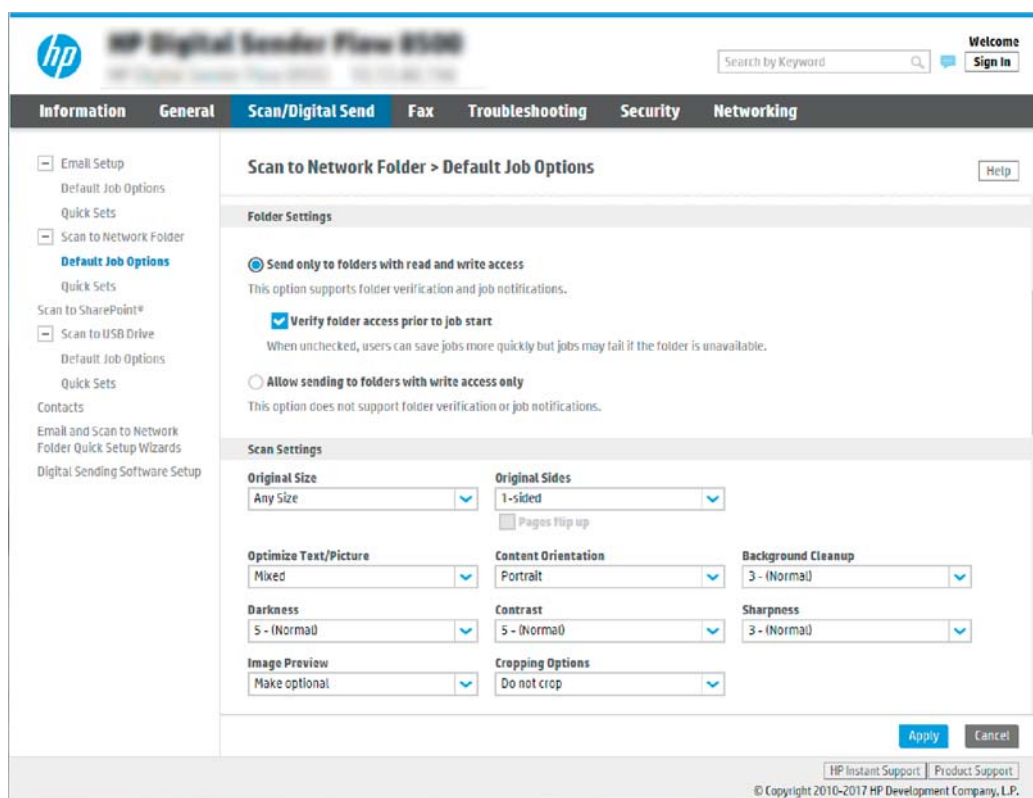 hp
HP Digital Sender Flow 8500
Welcome
Search by Keyword
Sign In
Information General Scan/Digital Send Fax Troubleshooting Security Networking
Email Setup
Default Job Options
Quick Sets
Scan to Network Folder
Default Job Options
Quick Sets
Scan to SharePoint®
Scan to USB Drive
Default Job Options
Quick Sets
Contacts
Email and Scan to Network
Folder Quick Setup Wizards
Digital Sending Software Setup
Scan to Network Folder > Default Job Options
Help
Folder Settings
Send only to folders with read and write access
This option supports folder verification and job notifications.
Verify folder access prior to job start
When unchecked, users can save jobs more quickly but jobs may fail if the folder is unavailable.
Allow sending to folders with write access only
This option does not support folder verification or job notifications.
Scan Settings
Original Size Original Sides
Any Size 1-sided
Pages flip up
Optimize Text/Picture Content Orientation Background Cleanup
Mixed Portrait 3 - (Normal)
Darkness Contrast Sharpness
5 - (Normal) 5 - (Normal) 3 - (Normal)
Image Preview Cropping Options
Make optional Do not crop
Apply Cancel
HP Instant Support Product Support
© Copyright 2010-2017 HP Development Company, L.P.